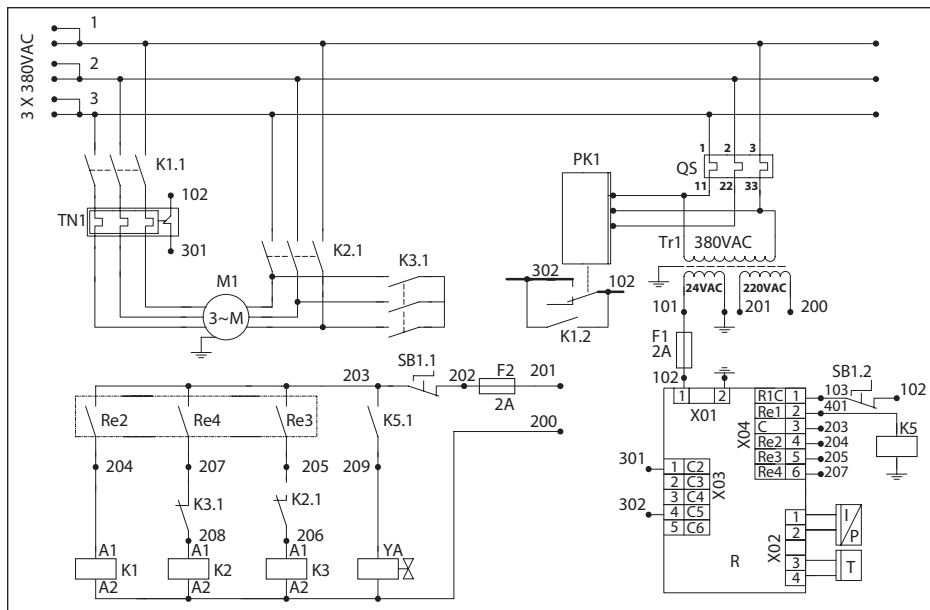 1
3 X 380VAC
2
3
K1.1
102
TN1
301
M1
3~M
K2.1
K3.1
PK1
302
102
K1.2
1 2 3
QS
11 22 33
Tr1 380VAC
24VAC 220VAC
101
201 200
F1
2A
102
203
SB1.1
202
F2
2A
201
200
Re2
Re4
Re3
K5.1
204
207
205
209
K3.1
K2.1
208
206
A1
K1
A2
A1
K2
A2
A1
K3
A2
YA
1 2
X01
R1C 1 103
SB1.2
102
Re1 2 401
C 3 203
Re2 4 204
Re3 5 205
Re4 6 207
X04
K5
301
1 C2
2 C3
3 C4
302
4 C5
5 C6
X03
X02
1
2
3
4
I/P
T
R